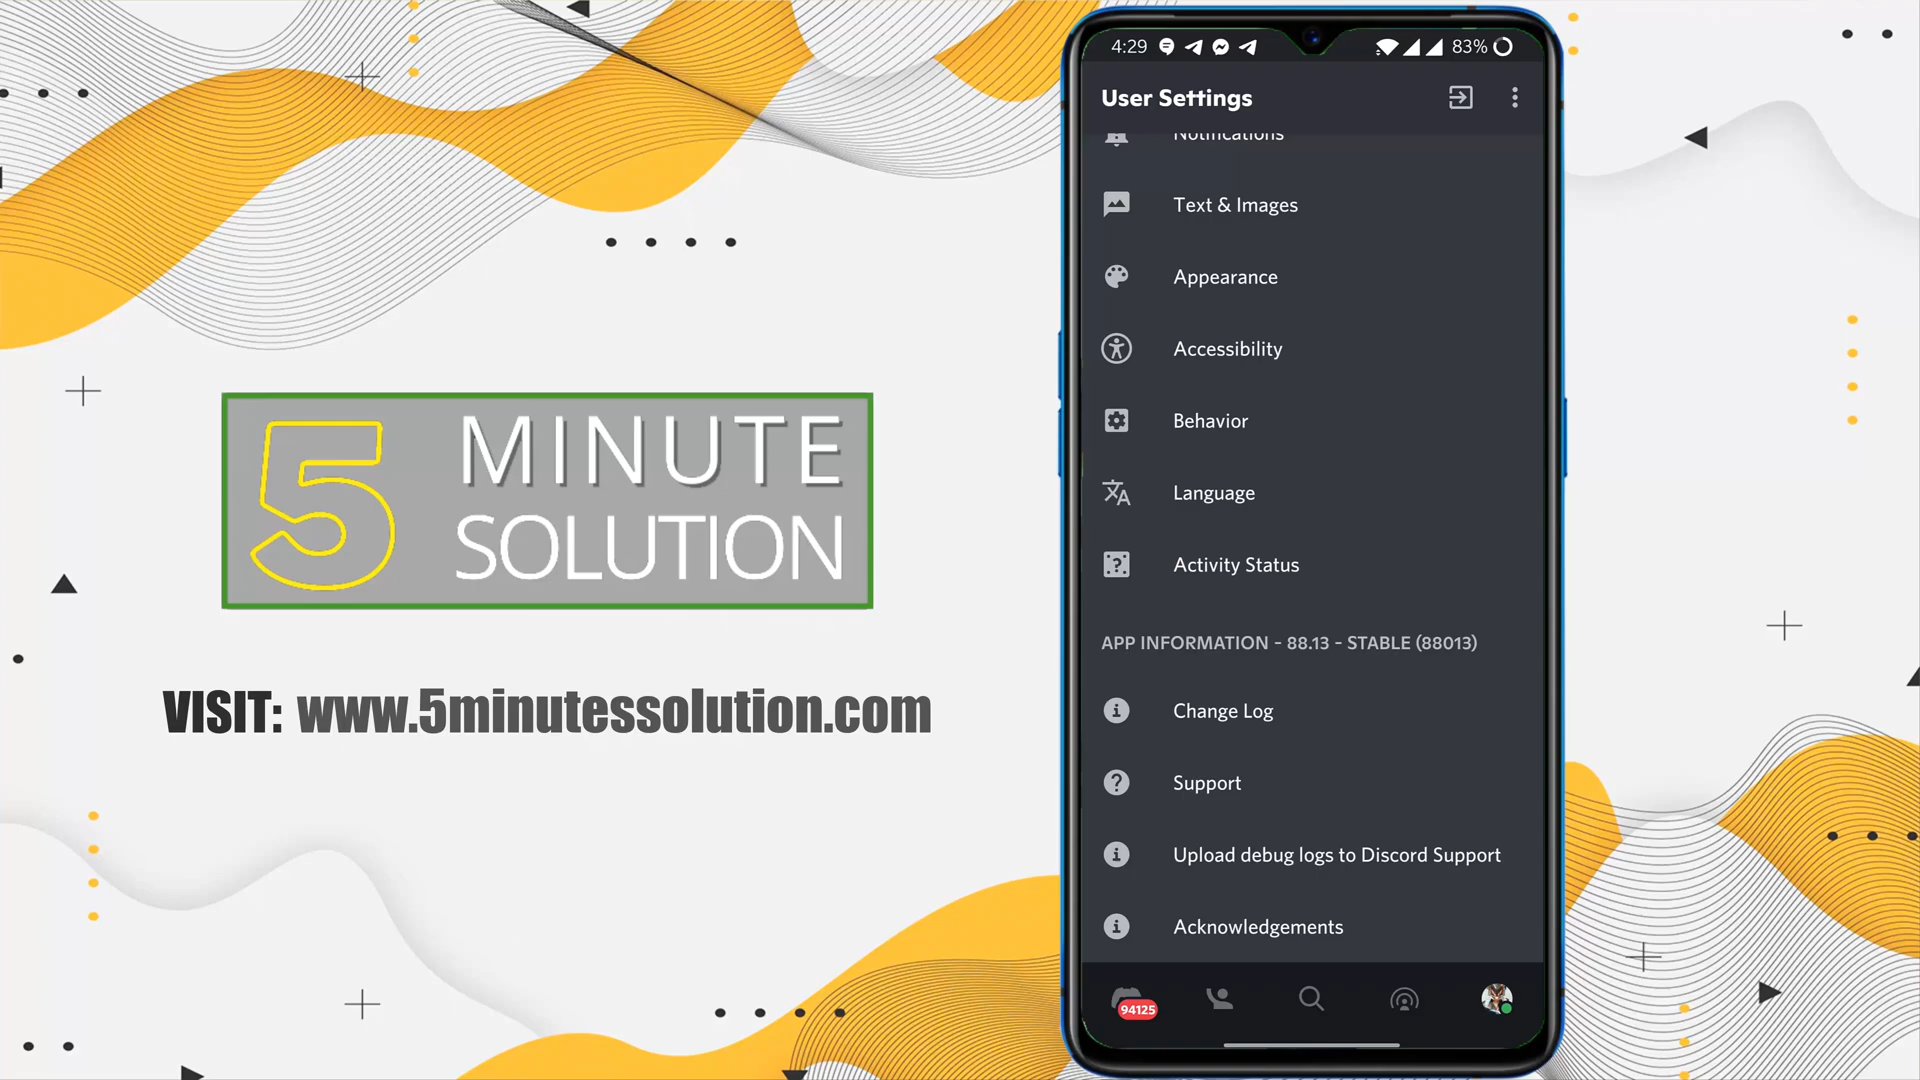 5 MINUTE
SOLUTION
VISIT: www.5minutessolution.com
4:29
83%
User Settings
Notifications
Text & Images
Appearance
Accessibility
Behavior
Language
Activity Status
APP INFORMATION - 88.13 - STABLE (88013)
Change Log
Support
Upload debug logs to Discord Support
Acknowledgements
94125